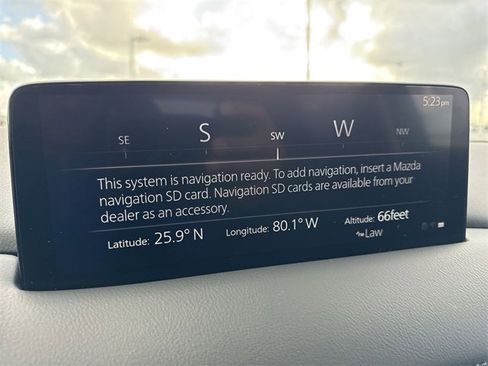 5:23 pm
SE S SW W NW
This system is navigation ready. To add navigation, insert a Mazda
navigation SD card. Navigation SD cards are available from your
dealer as an accessory.
Latitude: 25.9° N Longitude: 80.1° W Altitude: 66feet
Law